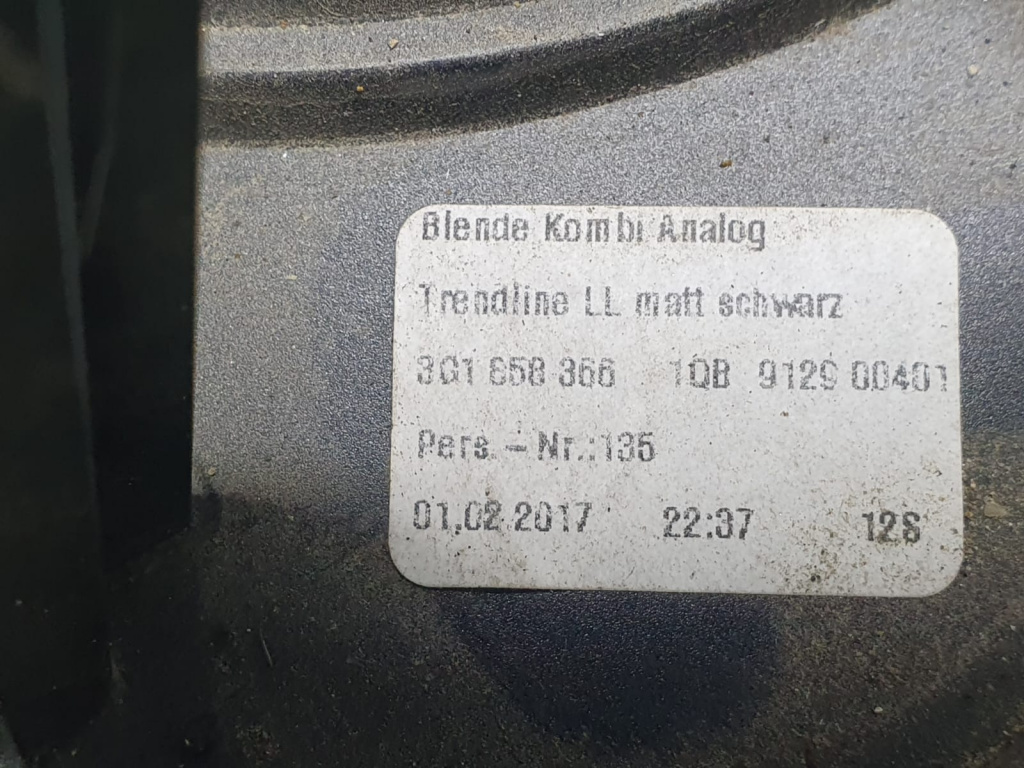 Blende Kombi Analog
Trendline LL matt schwarz
3G1 858 366 1QB 9129 00401
Pers. - Nr.:135
01.02.2017 22:37 126